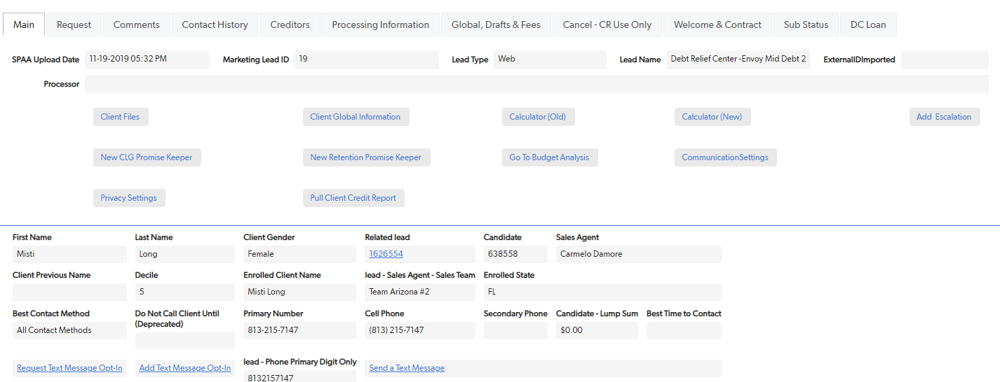 Main Request Comments Contact History Creditors Processing Information Global, Drafts & Fees Cancel - CR Use Only Welcome & Contract Sub Status DC Loan
SPAA Upload Date 11-19-2019 05:32 PM Marketing Lead ID 19 Lead Type Web Lead Name Debt Relief Center -Envoy Mid Debt 2 ExternalIDImported
Processor
Client Files Client Global Information Calculator (Old) Calculator (New) Add Escalation
New CLG Promise Keeper New Retention Promise Keeper Go To Budget Analysis CommunicationSettings
Privacy Settings Pull Client Credit Report
First Name Last Name Client Gender Related lead Candidate Sales Agent
Misti Long Female 1626554 638558 Carmelo Damore
Client Previous Name Decile Enrolled Client Name lead - Sales Agent - Sales Team Enrolled State
5 Misti Long Team Arizona #2 FL
Best Contact Method Do Not Call Client Until Primary Number Cell Phone Secondary Phone Candidate - Lump Sum Best Time to Contact
(Deprecated)
All Contact Methods 813-215-7147 (813) 215-7147 $0.00
lead - Phone Primary Digit Only
Request Text Message Opt-In Add Text Message Opt-In Send a Text Message
8132157147